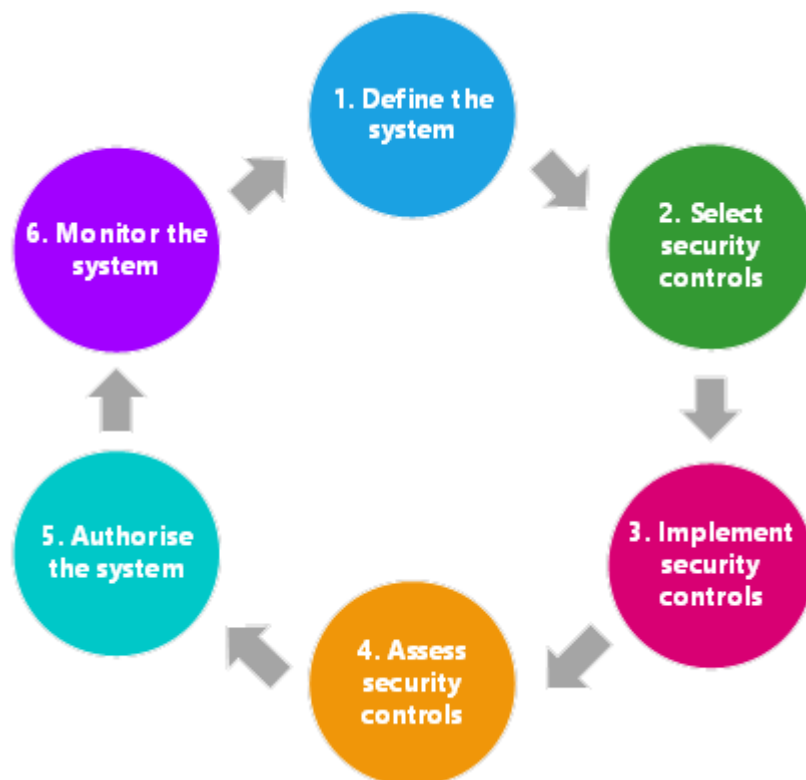 1. Define the
system
2. Select
security
controls
3. Implement
security
controls
4. Assess
security
controls
5. Authorise
the system
6. Monitor the
system